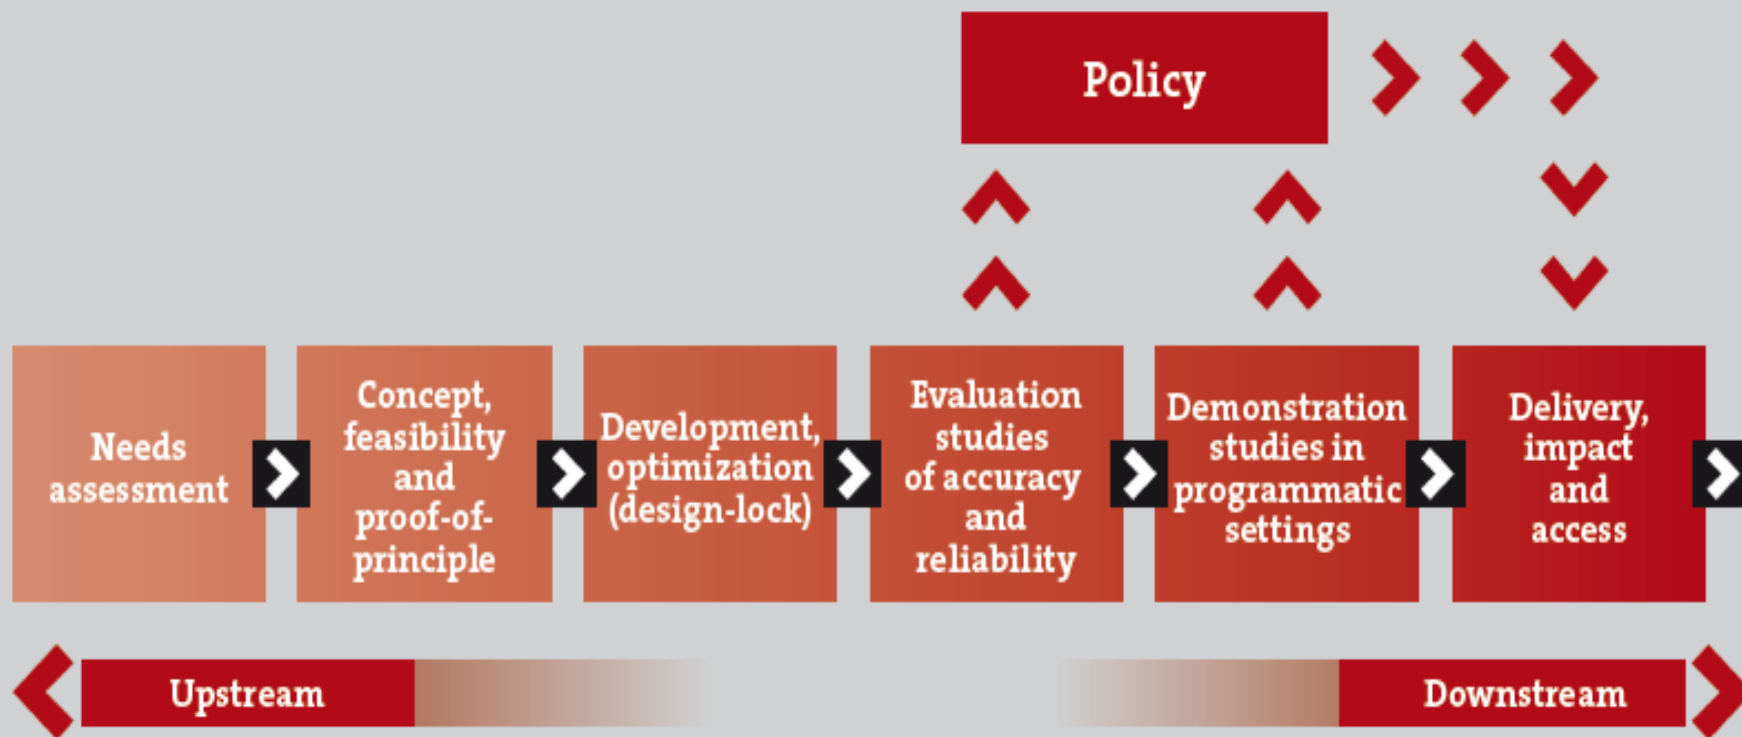 Policy
Needs
assessment
Concept,
feasibility
and
proof-of-
principle
Development,
optimization
(design-lock)
Evaluation
studies
of accuracy
and
reliability
Demonstration
studies in
programmatic
settings
Delivery,
impact
and
access
Upstream
Downstream